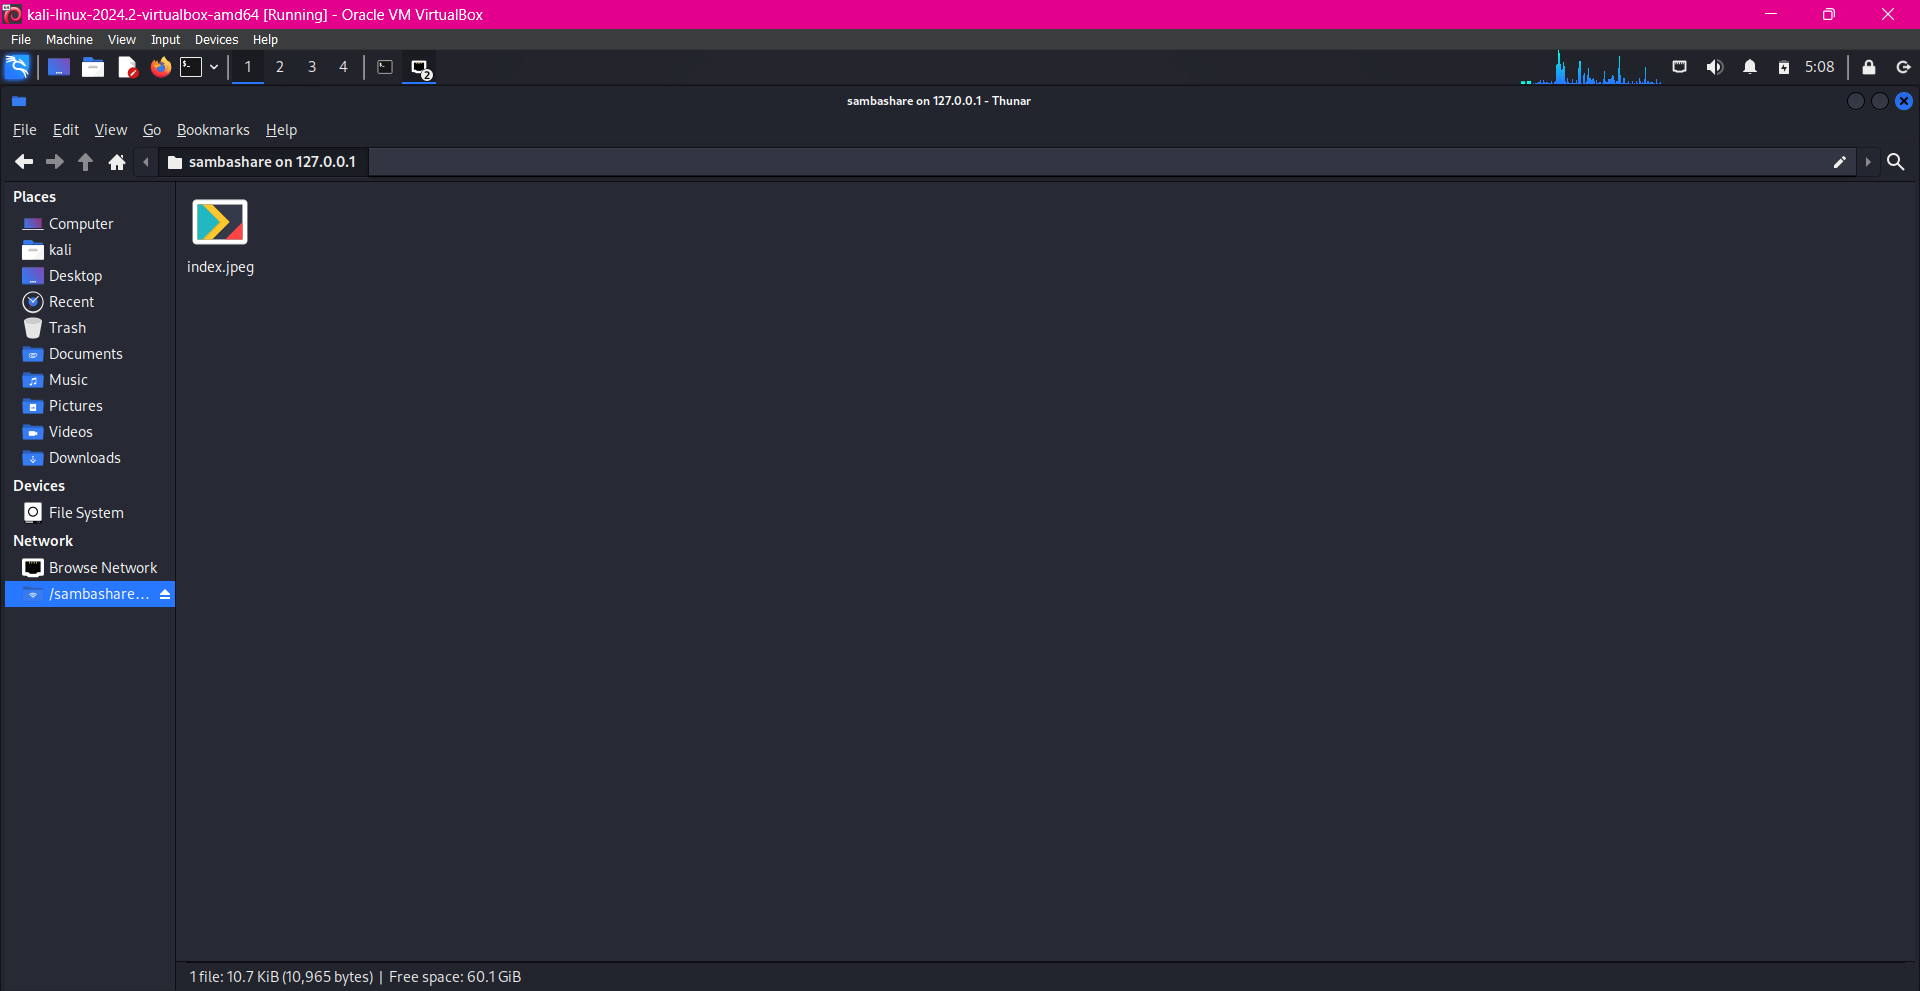 kali-linux-2024.2-virtualbox-amd64 [Running] - Oracle VM VirtualBox
File Machine View Input Devices Help
1 2 3 4 2 5:08
sambashare on 127.0.0.1 - Thunar
File Edit View Go Bookmarks Help
sambashare on 127.0.0.1
Places
Computer
kali
Desktop
Recent
Trash
Documents
Music
Pictures
Videos
Downloads
Devices
File System
Network
Browse Network
/sambashare...
index.jpeg
1 file: 10.7 KiB (10,965 bytes) | Free space: 60.1 GiB